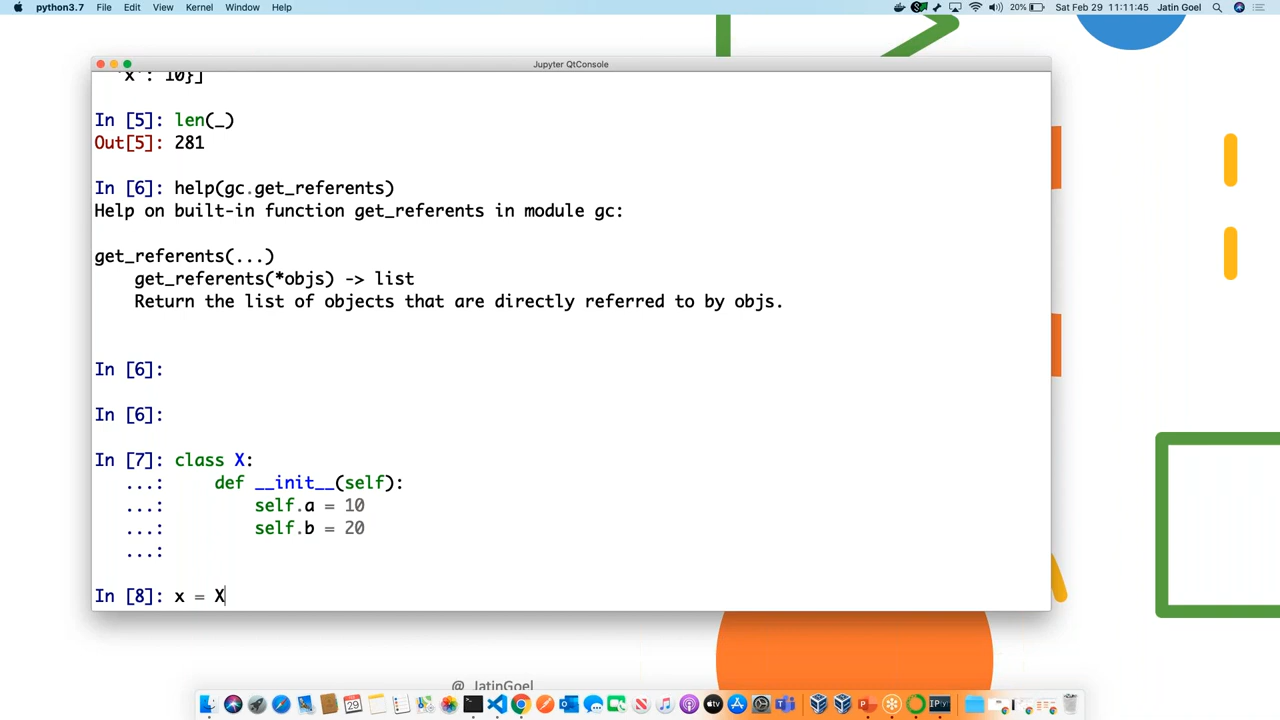 python3.7 File Edit View Kernel Window Help 20% Sat Feb 29 11:11:45 Jatin Goel
Jupyter QtConsole
'x': 10}]
In [5]: len(_)
Out[5]: 281
In [6]: help(gc.get_referents)
Help on built-in function get_referents in module gc:
get_referents(...)
get_referents(*objs) -> list
Return the list of objects that are directly referred to by objs.
In [6]:
In [6]:
In [7]: class X:
...: def __init__(self):
...: self.a = 10
...: self.b = 20
...:
In [8]: x = X
@_JatinGoel